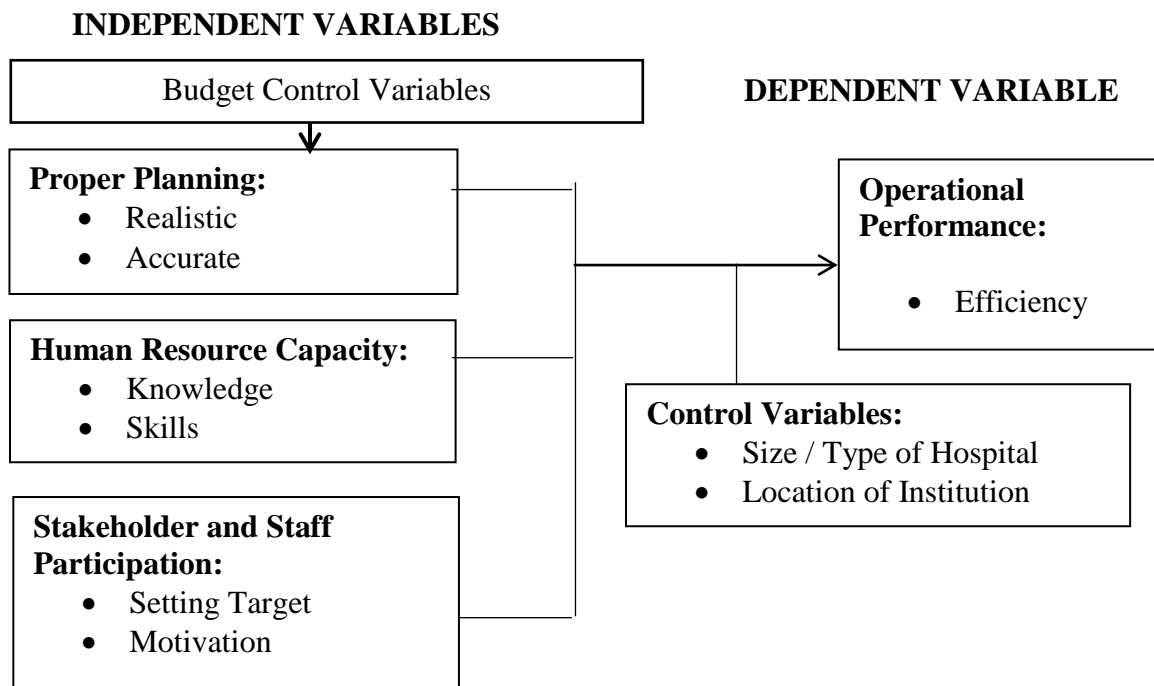 INDEPENDENT VARIABLES
Budget Control Variables
DEPENDENT VARIABLE
Proper Planning:
• Realistic
• Accurate
Operational
Performance:
• Efficiency
Human Resource Capacity:
• Knowledge
• Skills
Control Variables:
• Size / Type of Hospital
• Location of Institution
Stakeholder and Staff
Participation:
• Setting Target
• Motivation